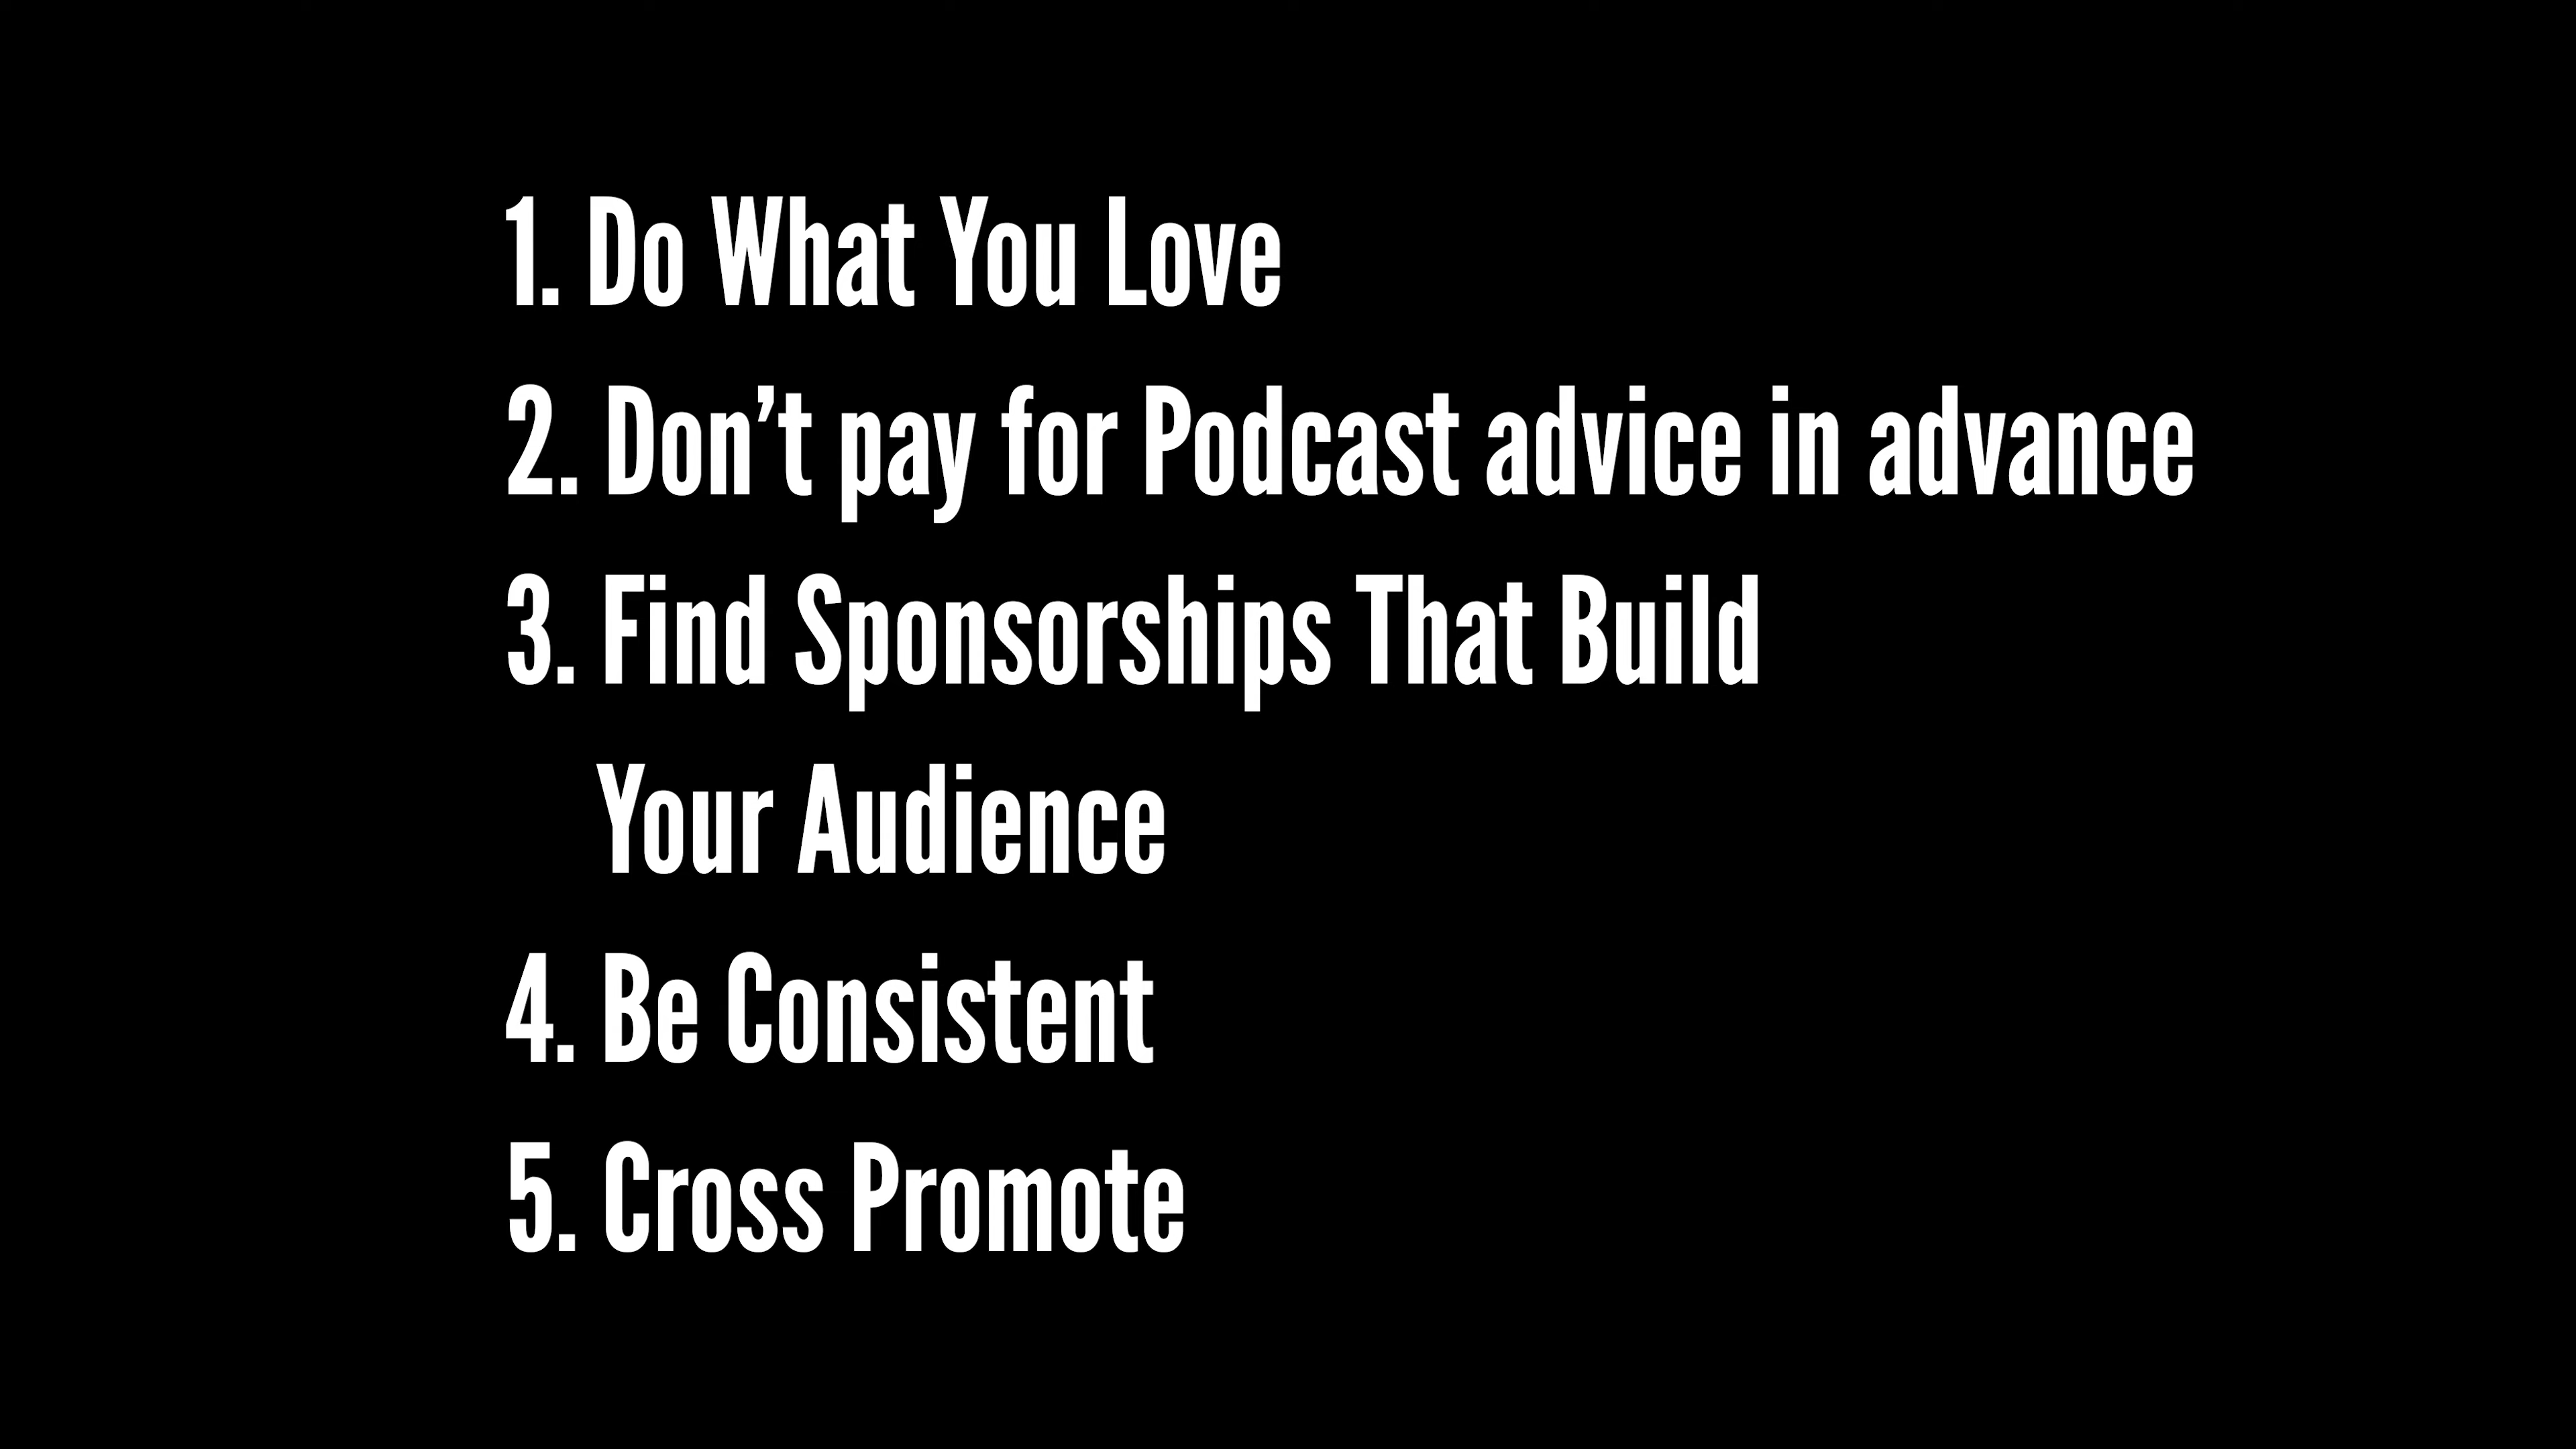 1. Do What You Love
2. Don’t pay for Podcast advice in advance
3. Find Sponsorships That Build
Your Audience
4. Be Consistent
5. Cross Promote